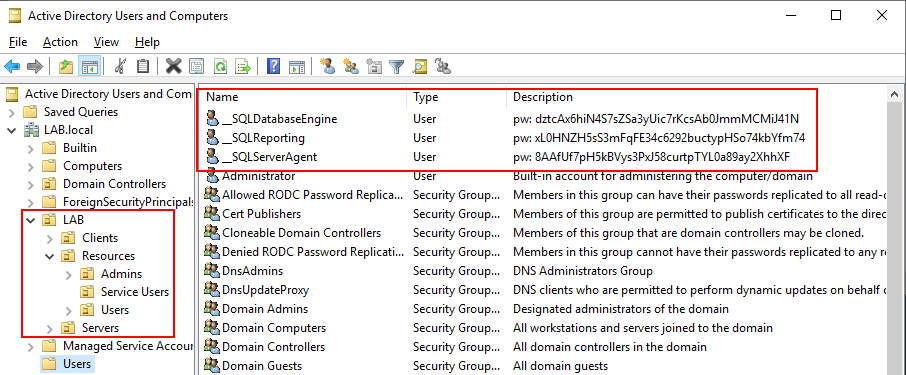 Active Directory Users and Computers
File Action View Help
Active Directory Users and Com
Saved Queries
LAB.local
Builtin
Computers
Domain Controllers
ForeignSecurityPrincipals
LAB
Clients
Resources
Admins
Service Users
Users
Servers
Managed Service Accou
Users
Name Type Description
__SQLDatabaseEngine User pw: dztcAx6hiN4S7sZSa3yUic7rKcsAb0JmmMCMiJ41N
__SQLReporting User pw: xL0HNZH5sS3mFqFE34c6292buctypHSo74kbYfm74
__SQLServerAgent User pw: 8AAfUf7pH5kBVys3PxJ58curtpTYL0a89ay2XhhXF
Administrator User Built-in account for administering the computer/domain
Allowed RODC Password Replica... Security Group... Members in this group can have their passwords replicated to all read-o
Cert Publishers Security Group... Members of this group are permitted to publish certificates to the direc
Cloneable Domain Controllers Security Group... Members of this group that are domain controllers may be cloned.
Denied RODC Password Replicati... Security Group... Members in this group cannot have their passwords replicated to any re
DnsAdmins Security Group... DNS Administrators Group
DnsUpdateProxy Security Group... DNS clients who are permitted to perform dynamic updates on behalf o
Domain Admins Security Group... Designated administrators of the domain
Domain Computers Security Group... All workstations and servers joined to the domain
Domain Controllers Security Group... All domain controllers in the domain
Domain Guests Security Group... All domain guests